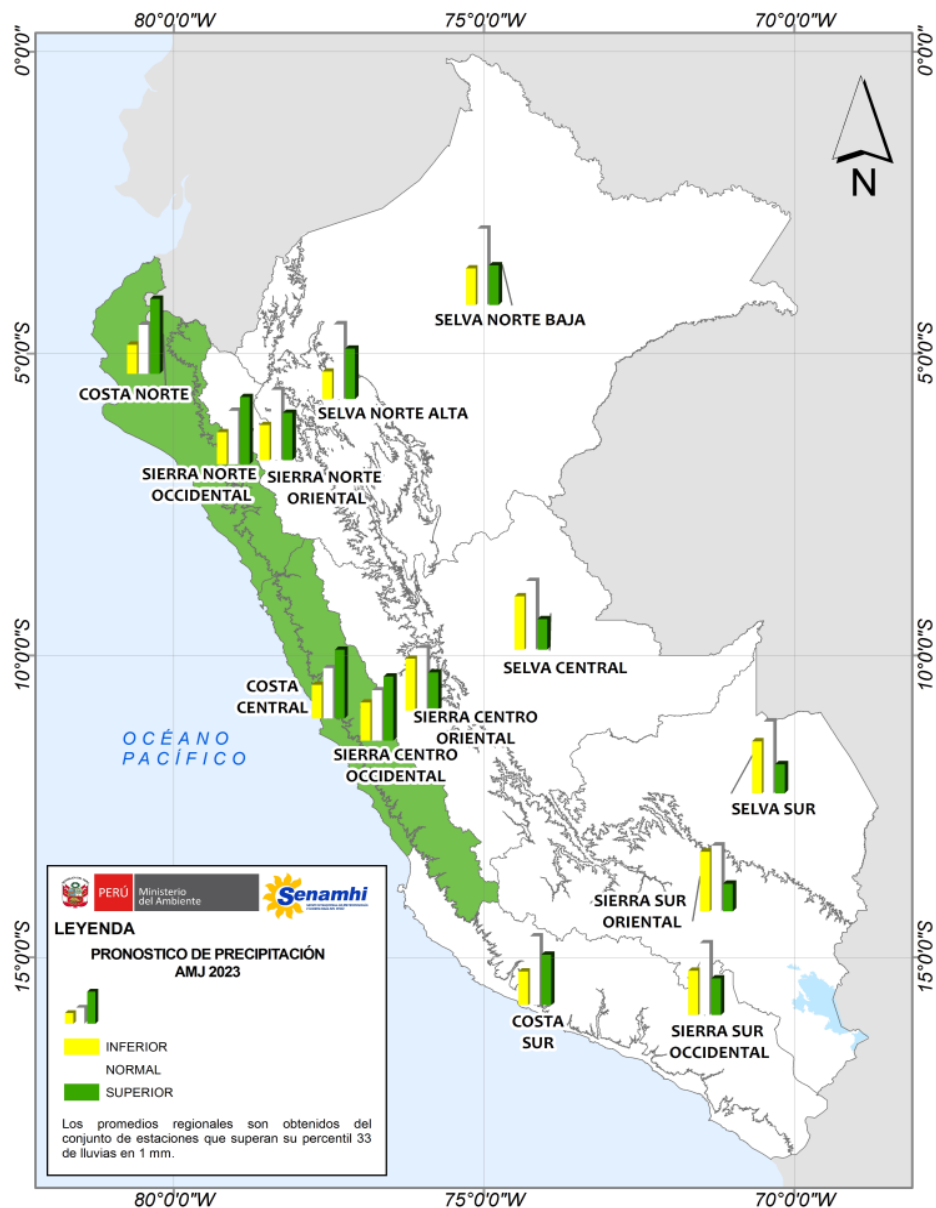 80°0'0"W
75°0'0"W
70°0'0"W
0°0'0"
0°0'0"
N
SELVA NORTE BAJA
5°0'0"S
5°0'0"S
COSTA NORTE
SELVA NORTE ALTA
SIERRA NORTE
OCCIDENTAL
SIERRA NORTE
ORIENTAL
10°0'0"S
10°0'0"S
SELVA CENTRAL
COSTA
CENTRAL
SIERRA CENTRO
ORIENTAL
SIERRA CENTRO
OCCIDENTAL
OCÉANO
PACÍFICO
SELVA SUR
SIERRA SUR
ORIENTAL
15°0'0"S
15°0'0"S
COSTA
SUR
SIERRA SUR
OCCIDENTAL
PERÚ
Ministerio
del Ambiente
Senamhi
LEYENDA
PRONOSTICO DE PRECIPITACIÓN
AMJ 2023
INFERIOR
NORMAL
SUPERIOR
Los promedios regionales son obtenidos del
conjunto de estaciones que superan su percentil 33
de lluvias en 1 mm.
80°0'0"W
75°0'0"W
70°0'0"W